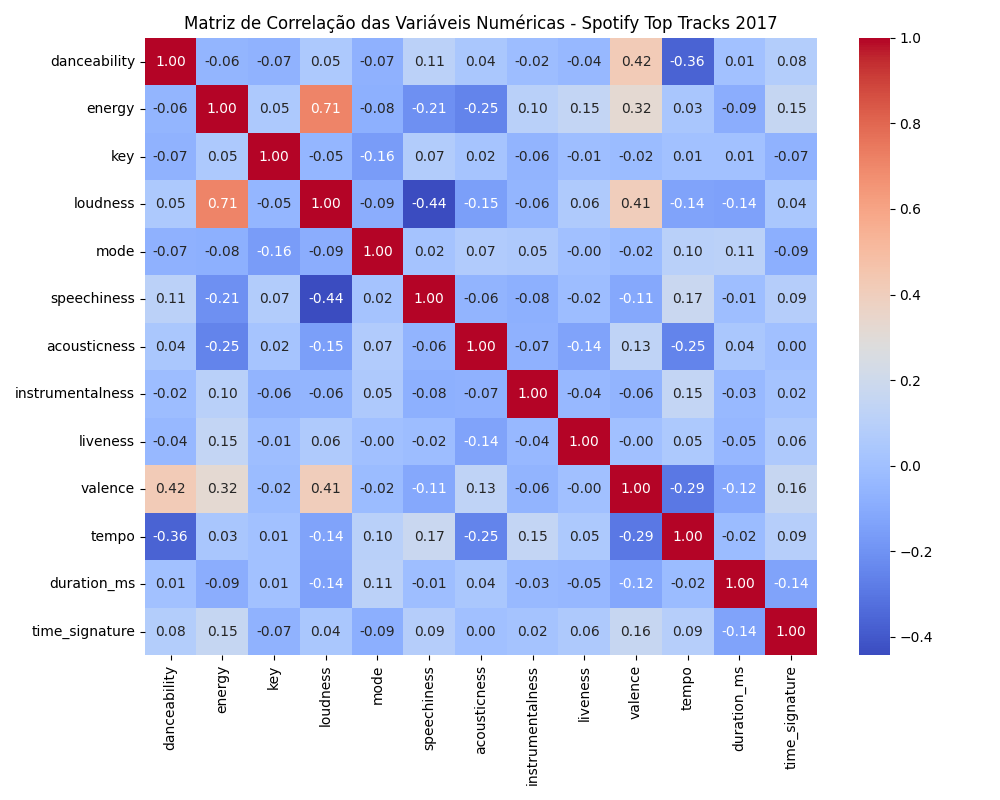 Matriz de Correlação das Variáveis Numéricas - Spotify Top Tracks 2017
danceability 1.00 -0.06 -0.07 0.05 -0.07 0.11 0.04 -0.02 -0.04 0.42 -0.36 0.01 0.08
energy -0.06 1.00 0.05 0.71 -0.08 -0.21 -0.25 0.10 0.15 0.32 0.03 -0.09 0.15
key -0.07 0.05 1.00 -0.05 -0.16 0.07 0.02 -0.06 -0.01 -0.02 0.01 0.01 -0.07
loudness 0.05 0.71 -0.05 1.00 -0.09 -0.44 -0.15 -0.06 0.06 0.41 -0.14 -0.14 0.04
mode -0.07 -0.08 -0.16 -0.09 1.00 0.02 0.07 0.05 -0.00 -0.02 0.10 0.11 -0.09
speechiness 0.11 -0.21 0.07 -0.44 0.02 1.00 -0.06 -0.08 -0.02 -0.11 0.17 -0.01 0.09
acousticness 0.04 -0.25 0.02 -0.15 0.07 -0.06 1.00 -0.07 -0.14 0.13 -0.25 0.04 0.00
instrumentalness -0.02 0.10 -0.06 -0.06 0.05 -0.08 -0.07 1.00 -0.04 -0.06 0.15 -0.03 0.02
liveness -0.04 0.15 -0.01 0.06 -0.00 -0.02 -0.14 -0.04 1.00 -0.00 0.05 -0.05 0.06
valence 0.42 0.32 -0.02 0.41 -0.02 -0.11 0.13 -0.06 -0.00 1.00 -0.29 -0.12 0.16
tempo -0.36 0.03 0.01 -0.14 0.10 0.17 -0.25 0.15 0.05 -0.29 1.00 -0.02 0.09
duration_ms 0.01 -0.09 0.01 -0.14 0.11 -0.01 0.04 -0.03 -0.05 -0.12 -0.02 1.00 -0.14
time_signature 0.08 0.15 -0.07 0.04 -0.09 0.09 0.00 0.02 0.06 0.16 0.09 -0.14 1.00
danceability
energy
key
loudness
mode
speechiness
acousticness
instrumentalness
liveness
valence
tempo
duration_ms
time_signature
1.0
0.8
0.6
0.4
0.2
0.0
−0.2
−0.4